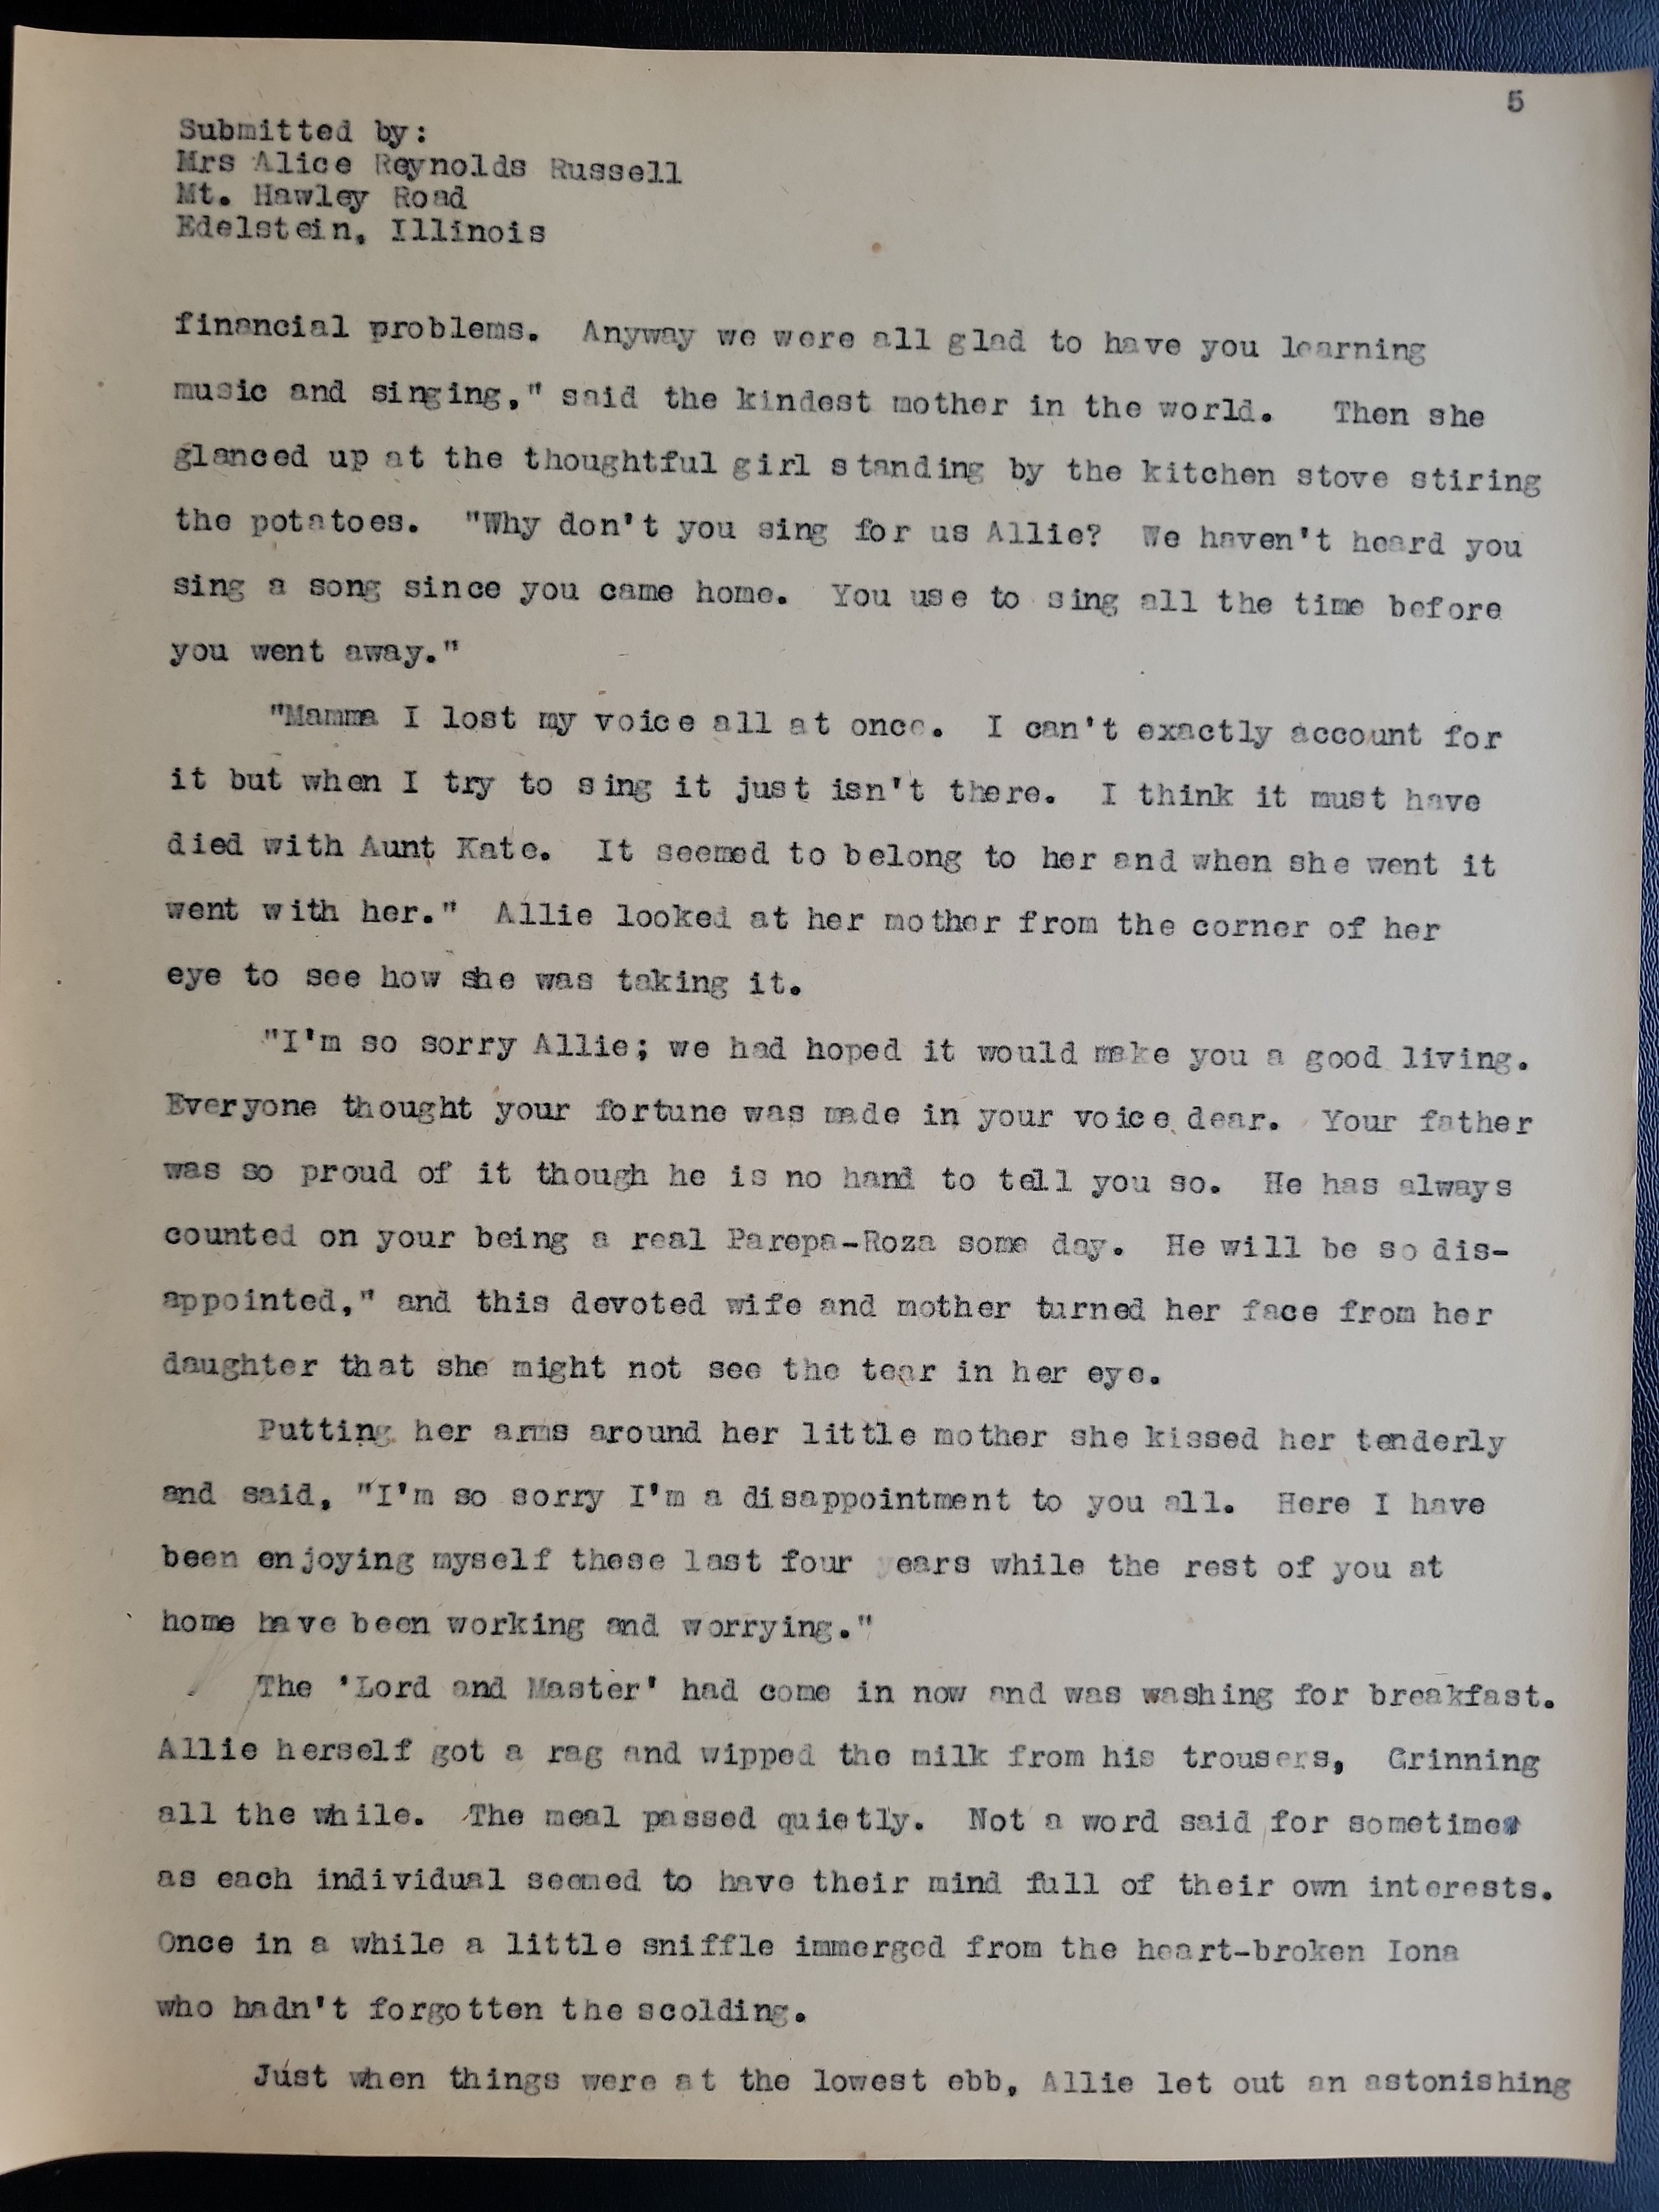 5
Submitted by:
Mrs Alice Reynolds Russell
Mt. Hawley Road
Edelstein, Illinois
financial problems.  Anyway we were all glad to have you learning
music and singing," said the kindest mother in the world.   Then she
glanced up at the thoughtful girl standing by the kitchen stove stiring
the potatoes.  "Why don't you sing for us Allie?  We haven't heard you
sing a song since you came home.  You use to sing all the time before
you went away."
"Mamma I lost my voice all at once.  I can't exactly account for
it but when I try to sing it just isn't there.  I think it must have
died with Aunt Kate.  It seemed to belong to her and when she went it
went with her."  Allie looked at her mother from the corner of her
eye to see how she was taking it.
"I'm so sorry Allie; we had hoped it would make you a good living.
Everyone thought your fortune was made in your voice dear.  Your father
was so proud of it though he is no hand to tell you so.  He has always
counted on your being a real Parepa-Roza some day.  He will be so dis-
appointed," and this devoted wife and mother turned her face from her
daughter that she might not see the tear in her eye.
Putting her arms around her little mother she kissed her tenderly
and said, "I'm so sorry I'm a disappointment to you all.  Here I have
been enjoying myself these last four years while the rest of you at
home have been working and worrying."
The 'Lord and Master' had come in now and was washing for breakfast.
Allie herself got a rag and wipped the milk from his trousers,  Grinning
all the while.  The meal passed quietly.  Not a word said for sometime
as each individual seemed to have their mind full of their own interests.
Once in a while a little sniffle immerged from the heart-broken Iona
who hadn't forgotten the scolding.
Just when things were at the lowest ebb, Allie let out an astonishing